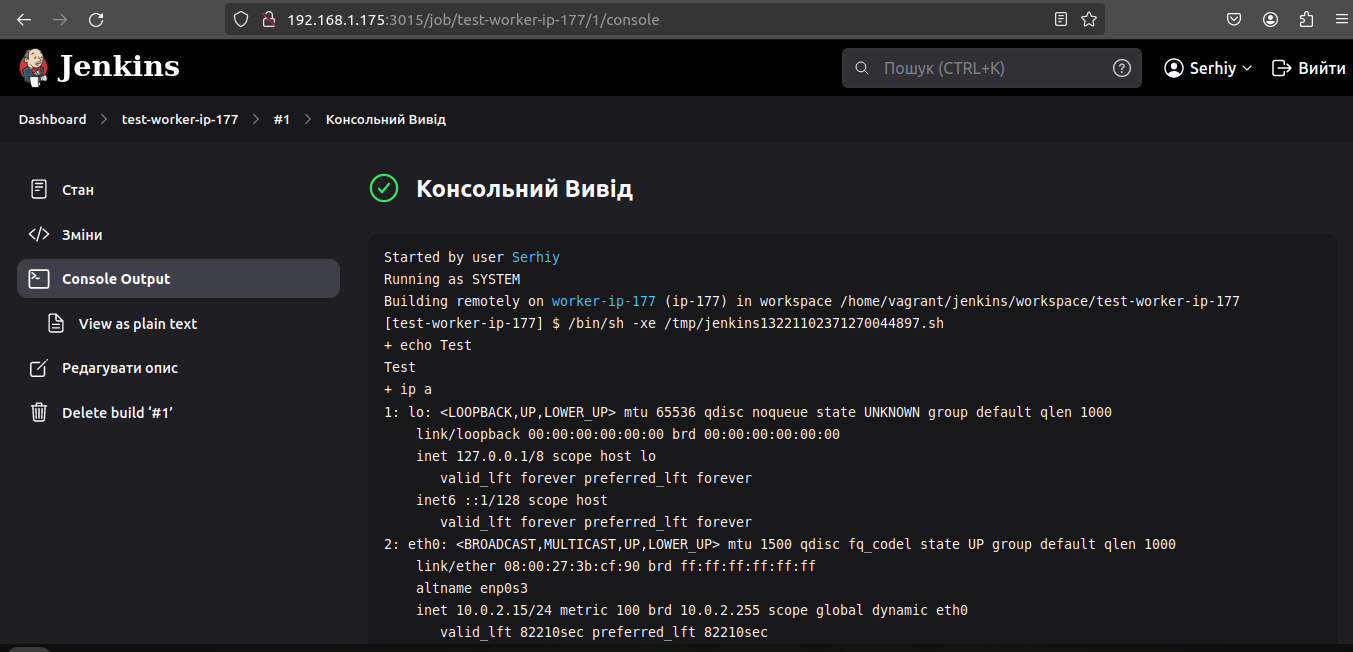 192.168.1.175:3015/job/test-worker-ip-177/1/console
Jenkins
Пошук (CTRL+K)
Serhiy
Вийти
Dashboard > test-worker-ip-177 > #1 > Консольний Вивід
Стан
Зміни
Console Output
View as plain text
Редагувати опис
Delete build ‘#1’
Консольний Вивід
Started by user Serhiy
Running as SYSTEM
Building remotely on worker-ip-177 (ip-177) in workspace /home/vagrant/jenkins/workspace/test-worker-ip-177
[test-worker-ip-177] $ /bin/sh -xe /tmp/jenkins13221102371270044897.sh
+ echo Test
Test
+ ip a
1: lo: <LOOPBACK,UP,LOWER_UP> mtu 65536 qdisc noqueue state UNKNOWN group default qlen 1000
link/loopback 00:00:00:00:00:00 brd 00:00:00:00:00:00
inet 127.0.0.1/8 scope host lo
valid_lft forever preferred_lft forever
inet6 ::1/128 scope host
valid_lft forever preferred_lft forever
2: eth0: <BROADCAST,MULTICAST,UP,LOWER_UP> mtu 1500 qdisc fq_codel state UP group default qlen 1000
link/ether 08:00:27:3b:cf:90 brd ff:ff:ff:ff:ff:ff
altname enp0s3
inet 10.0.2.15/24 metric 100 brd 10.0.2.255 scope global dynamic eth0
valid_lft 82210sec preferred_lft 82210sec